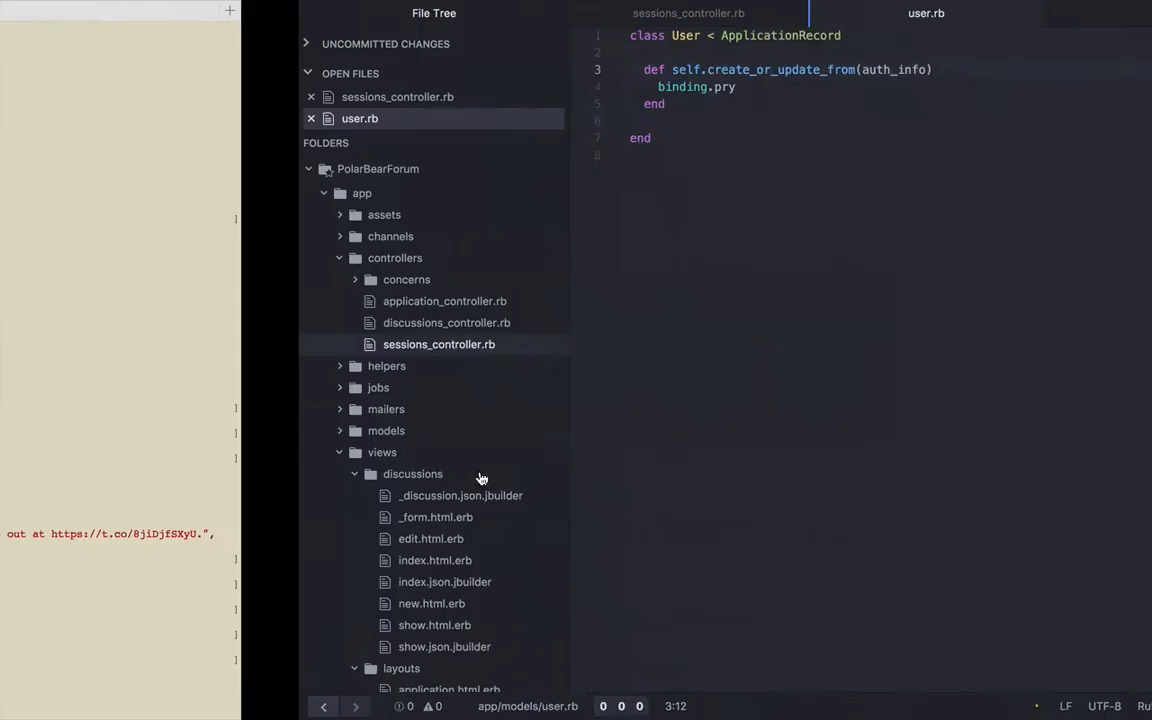 ]
]
]
]
out at https://t.co/8jiDjfSXyU.",
]
]
]
]
]
File Tree
UNCOMMITTED CHANGES
OPEN FILES
sessions_controller.rb
user.rb
FOLDERS
PolarBearForum
app
assets
channels
controllers
concerns
application_controller.rb
discussions_controller.rb
sessions_controller.rb
helpers
jobs
mailers
models
views
discussions
_discussion.json.jbuilder
_form.html.erb
edit.html.erb
index.html.erb
index.json.jbuilder
new.html.erb
show.html.erb
show.json.jbuilder
layouts
application.html.erb
sessions_controller.rb user.rb
1 class User < ApplicationRecord
2
3 def self.create_or_update_from(auth_info)
4 binding.pry
5 end
6
7 end
8
0 0 app/models/user.rb 0 0 0 3:12 LF UTF-8 Ru